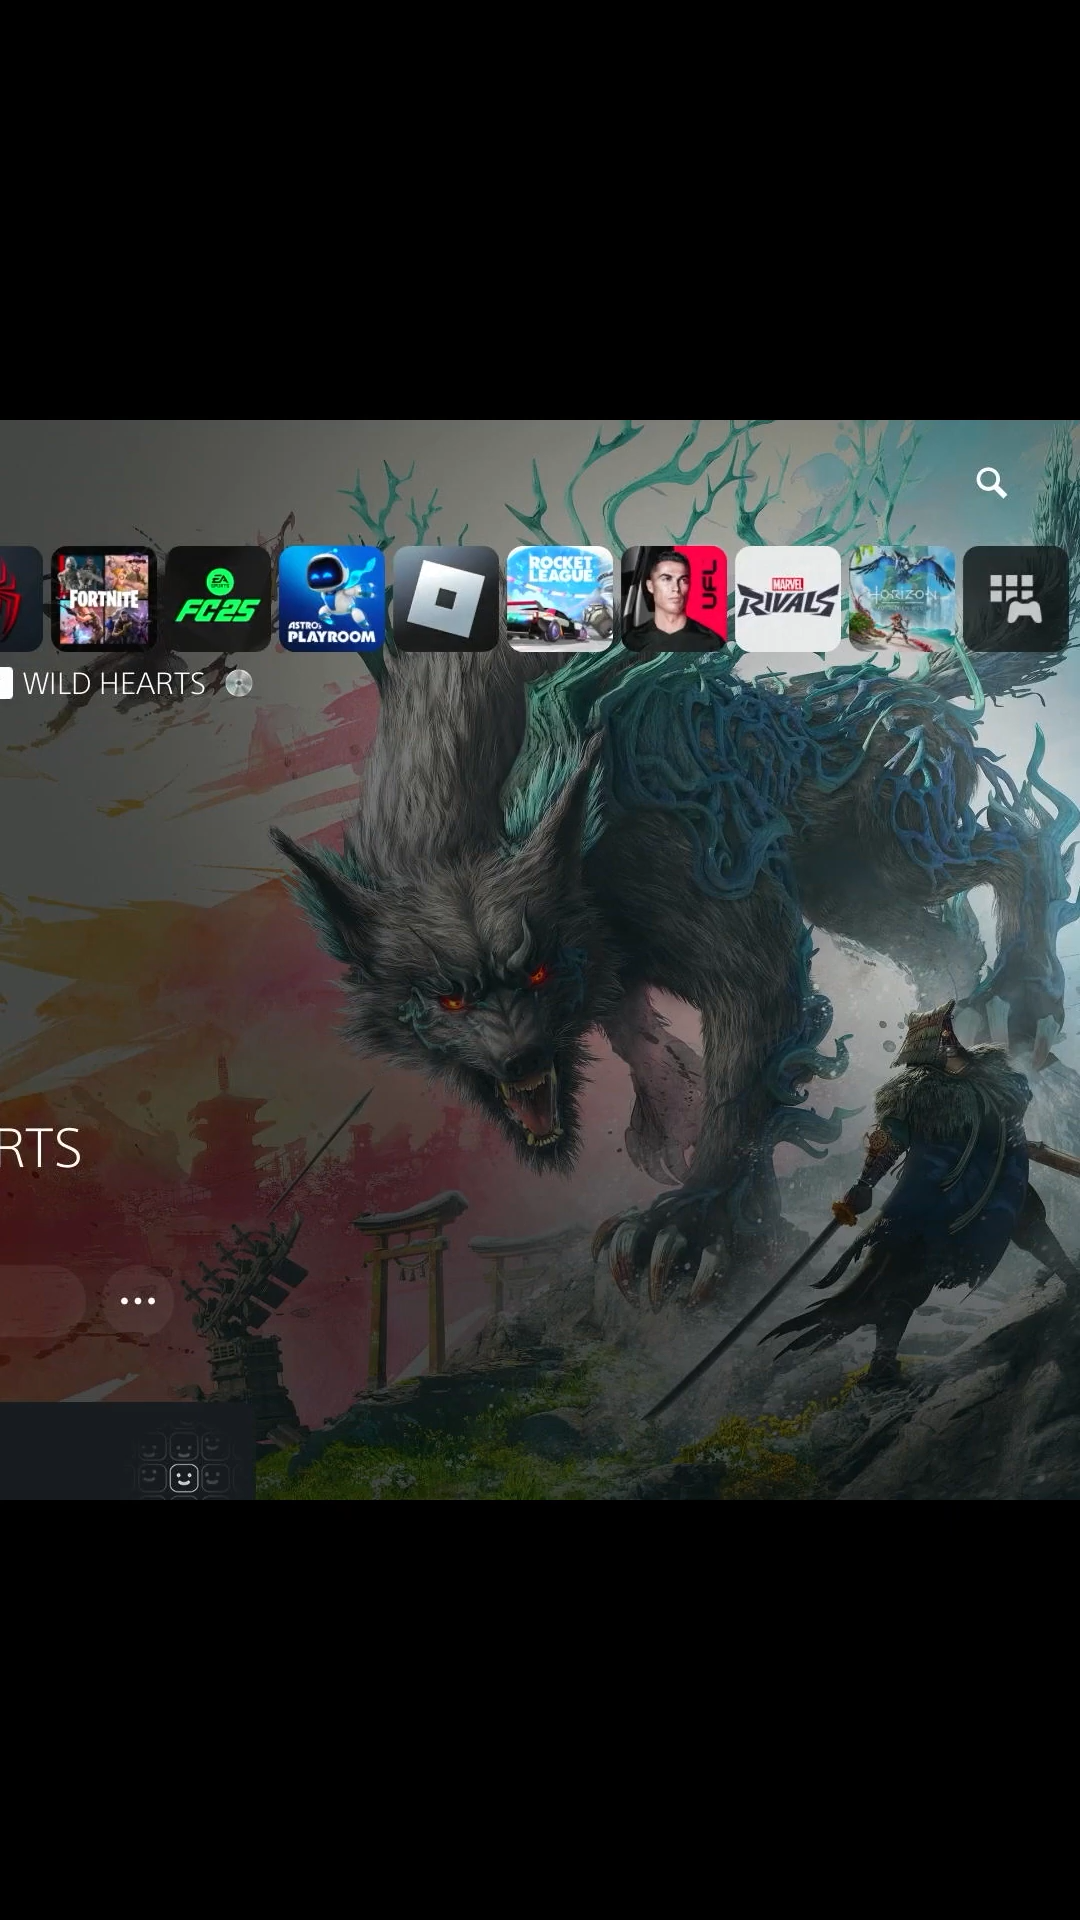 FORTNITE
EA
SPORTS
FC25
ASTRO's
PLAYROOM
ROCKET
LEAGUE
UFL
MARVEL
RIVALS
HORIZON
WILD HEARTS
RTS